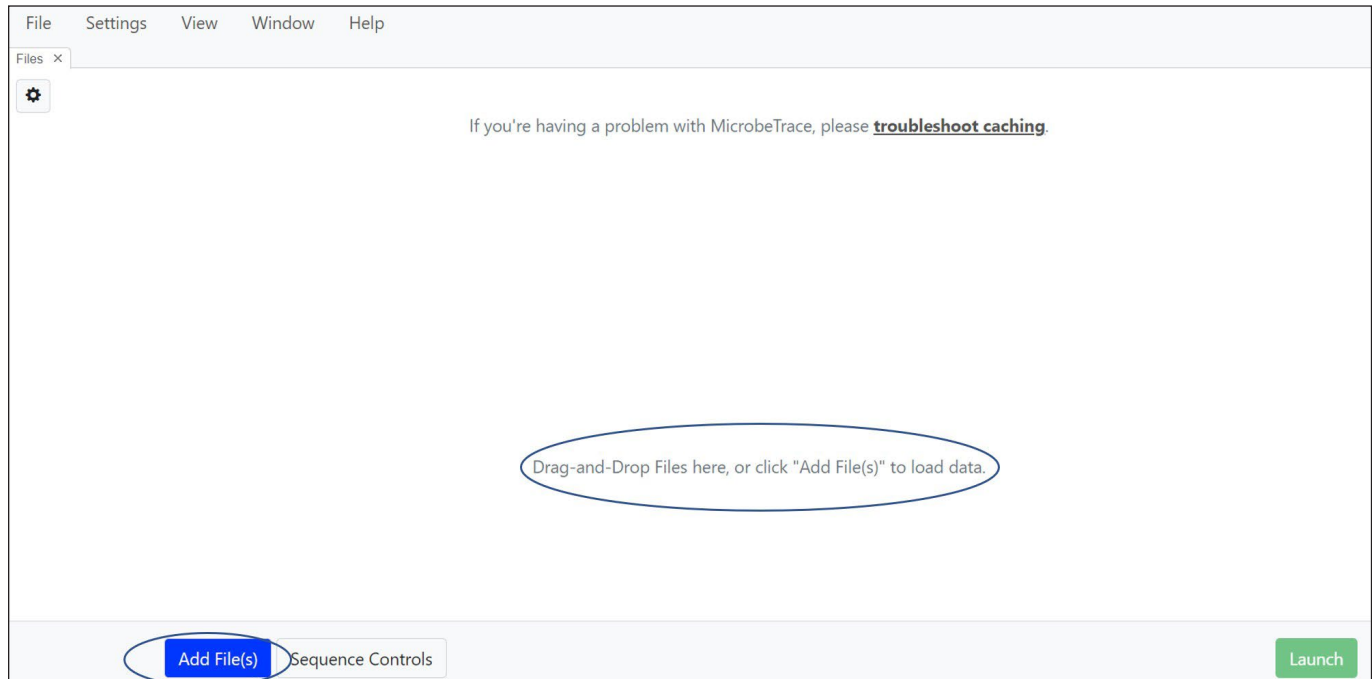 File Settings View Window Help
Files ×
If you're having a problem with MicrobeTrace, please troubleshoot caching.
Drag-and-Drop Files here, or click "Add File(s)" to load data.
Add File(s) Sequence Controls Launch